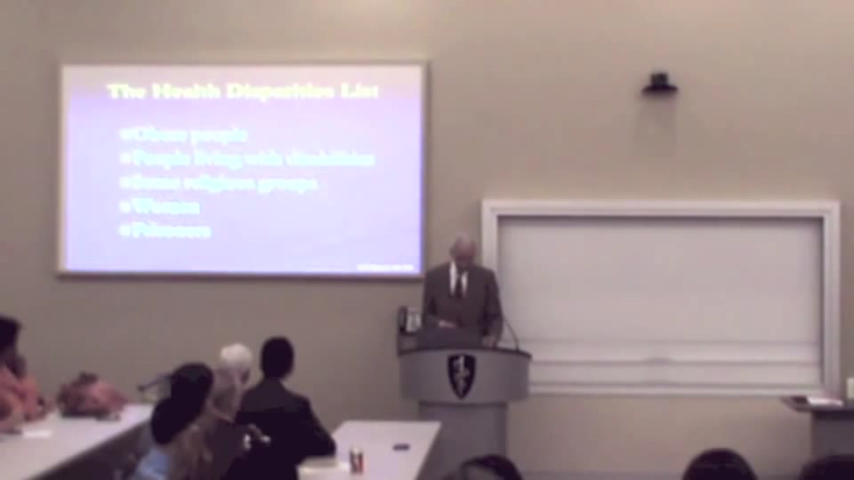 The Health Disparities List
Obese people
People living with disabilities
Some religious groups
Women
Prisoners